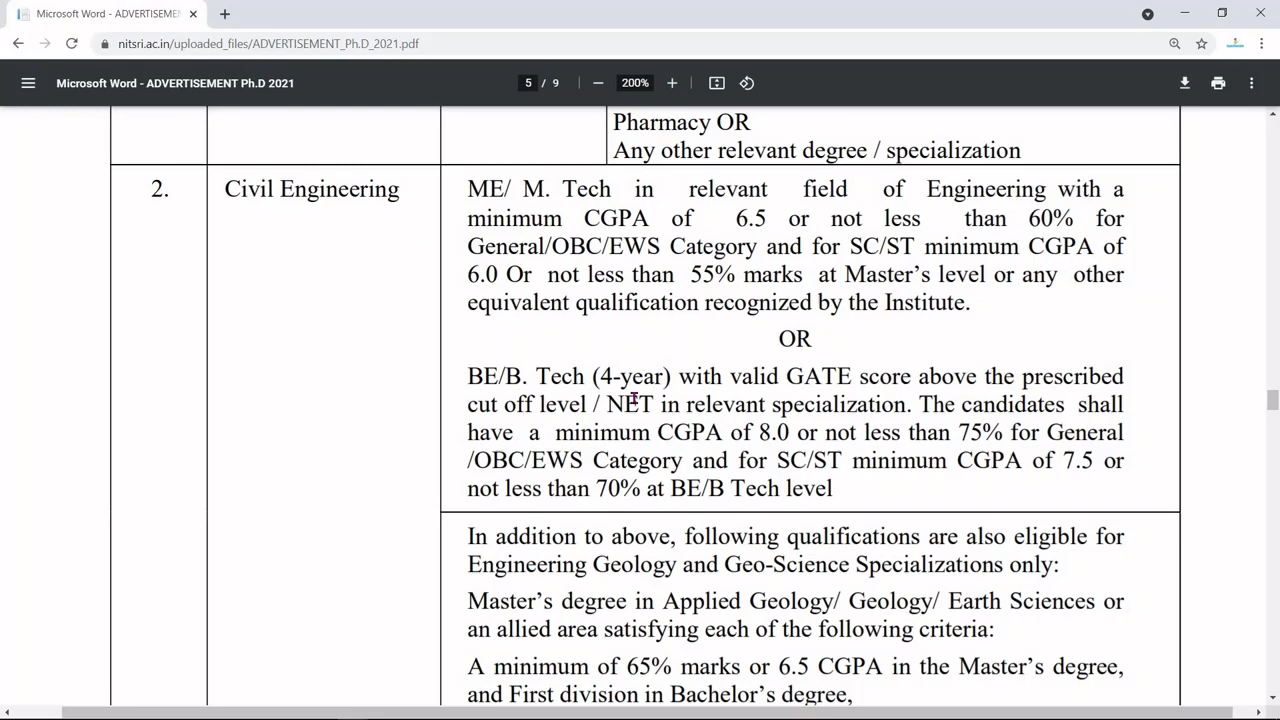 Microsoft Word - ADVERTISEMEN
nitsri.ac.in/uploaded_files/ADVERTISEMENT_Ph.D_2021.pdf
Microsoft Word - ADVERTISEMENT Ph.D 2021
5 / 9
200%
Pharmacy OR
Any other relevant degree / specialization
2.
Civil Engineering
ME/ M. Tech in relevant field of Engineering with a
minimum CGPA of 6.5 or not less than 60% for
General/OBC/EWS Category and for SC/ST minimum CGPA of
6.0 Or not less than 55% marks at Master's level or any other
equivalent qualification recognized by the Institute.
OR
BE/B. Tech (4-year) with valid GATE score above the prescribed
cut off level / NET in relevant specialization. The candidates shall
have a minimum CGPA of 8.0 or not less than 75% for General
/OBC/EWS Category and for SC/ST minimum CGPA of 7.5 or
not less than 70% at BE/B Tech level
In addition to above, following qualifications are also eligible for
Engineering Geology and Geo-Science Specializations only:
Master's degree in Applied Geology/ Geology/ Earth Sciences or
an allied area satisfying each of the following criteria:
A minimum of 65% marks or 6.5 CGPA in the Master's degree,
and First division in Bachelor's degree,